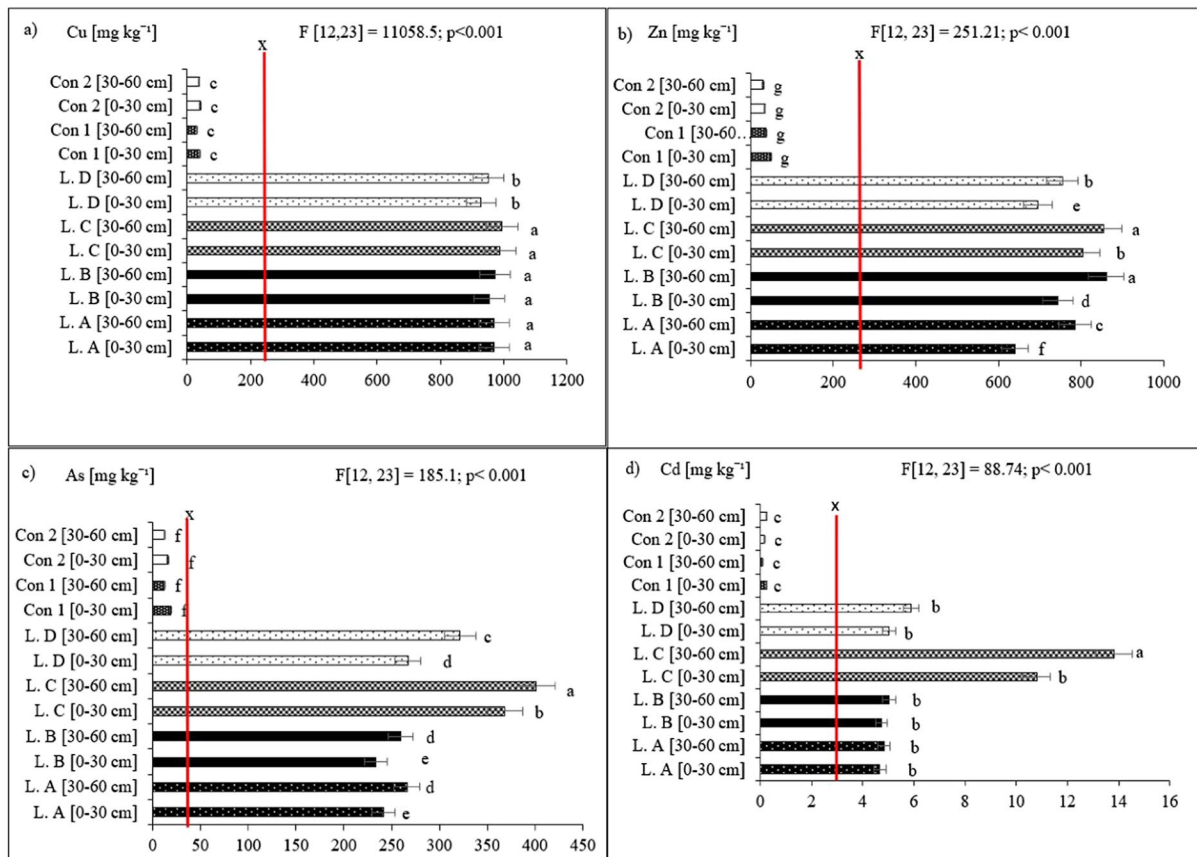 a) Cu [mg kg⁻¹] F [12,23] = 11058.5; p<0.001
x
Con 2 [30-60 cm] c
Con 2 [0-30 cm] c
Con 1 [30-60 cm] c
Con 1 [0-30 cm] c
L. D [30-60 cm] b
L. D [0-30 cm] b
L. C [30-60 cm] a
L. C [0-30 cm] a
L. B [30-60 cm] a
L. B [0-30 cm] a
L. A [30-60 cm] a
L. A [0-30 cm] a
0 200 400 600 800 1000 1200
b) Zn [mg kg⁻¹] F[12, 23] = 251.21; p< 0.001
x
Con 2 [30-60 cm] g
Con 2 [0-30 cm] g
Con 1 [30-60… g
Con 1 [0-30 cm] g
L. D [30-60 cm] b
L. D [0-30 cm] e
L. C [30-60 cm] a
L. C [0-30 cm] b
L. B [30-60 cm] a
L. B [0-30 cm] d
L. A [30-60 cm] c
L. A [0-30 cm] f
0 200 400 600 800 1000
c) As [mg kg⁻¹] F[12, 23] = 185.1; p< 0.001
x
Con 2 [30-60 cm] f
Con 2 [0-30 cm] f
Con 1 [30-60 cm] f
Con 1 [0-30 cm] f
L. D [30-60 cm] c
L. D [0-30 cm] d
L. C [30-60 cm] a
L. C [0-30 cm] b
L. B [30-60 cm] d
L. B [0-30 cm] e
L. A [30-60 cm] d
L. A [0-30 cm] e
0 50 100 150 200 250 300 350 400 450
d) Cd [mg kg⁻¹] F[12, 23] = 88.74; p< 0.001
x
Con 2 [30-60 cm] c
Con 2 [0-30 cm] c
Con 1 [30-60 cm] c
Con 1 [0-30 cm] c
L. D [30-60 cm] b
L. D [0-30 cm] b
L. C [30-60 cm] a
L. C [0-30 cm] b
L. B [30-60 cm] b
L. B [0-30 cm] b
L. A [30-60 cm] b
L. A [0-30 cm] b
0 2 4 6 8 10 12 14 16